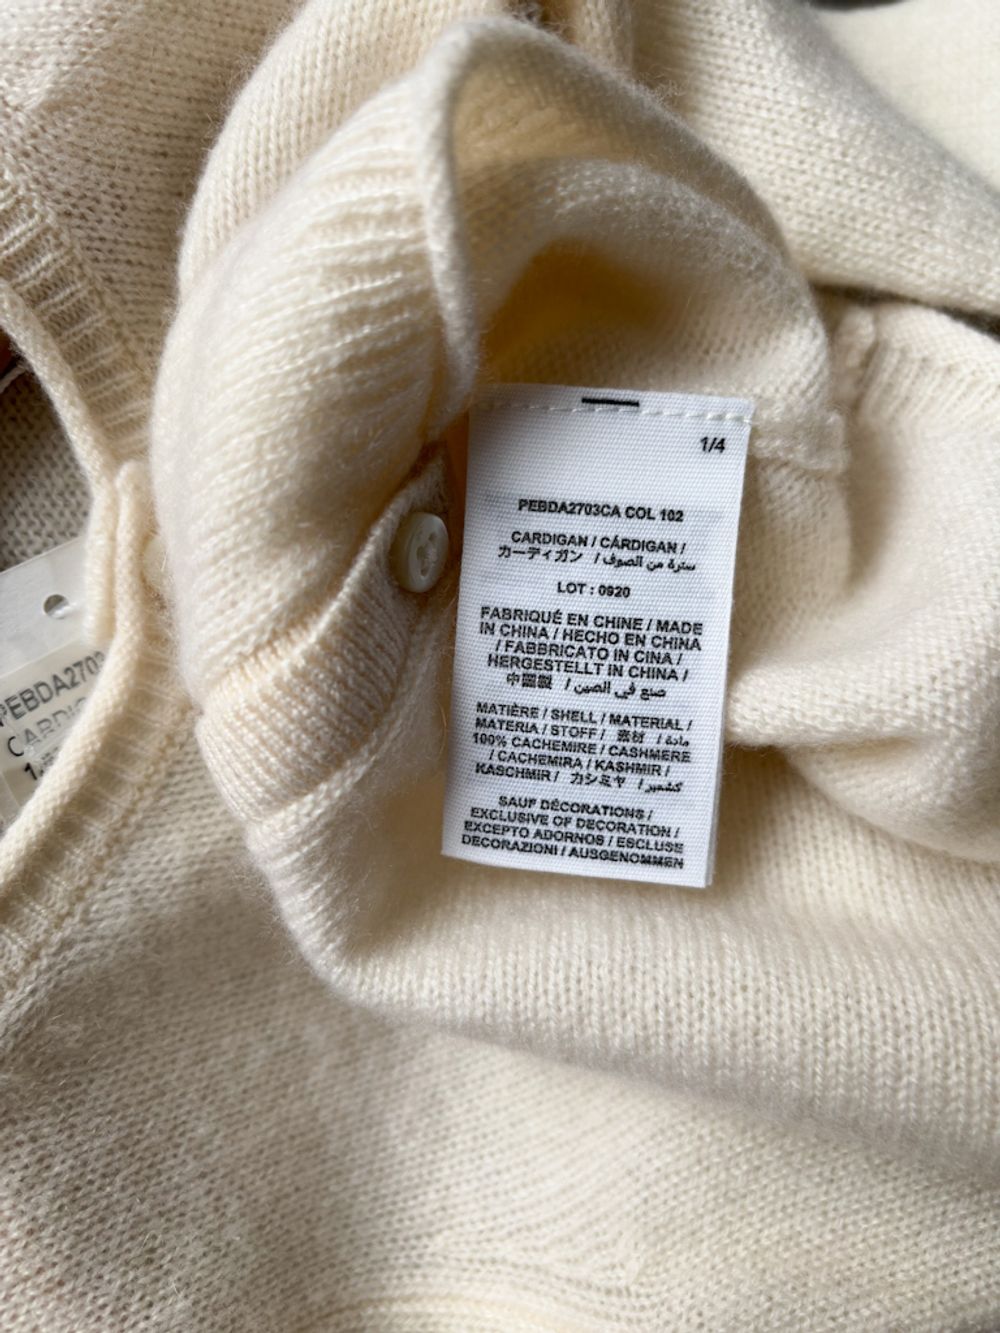 1/4
PEBDA2703CA COL 102
CARDIGAN / CÁRDIGAN /
カーディガン / سترة من الصوف
LOT : 0920
FABRIQUÉ EN CHINE / MADE
IN CHINA / HECHO EN CHINA
/ FABBRICATO IN CINA /
HERGESTELLT IN CHINA /
中國製 / صنع في الصين
MATIÈRE / SHELL / MATERIAL /
MATERIA / STOFF / 素材 / مادة
100% CACHEMIRE / CASHMERE
/ CACHEMIRA / KASHMIR /
KASCHMIR / カシミヤ / كشمير
SAUF DÉCORATIONS /
EXCLUSIVE OF DECORATION /
EXCEPTO ADORNOS / ESCLUSE
DECORAZIONI / AUSGENOMMEN
PEBDA2703